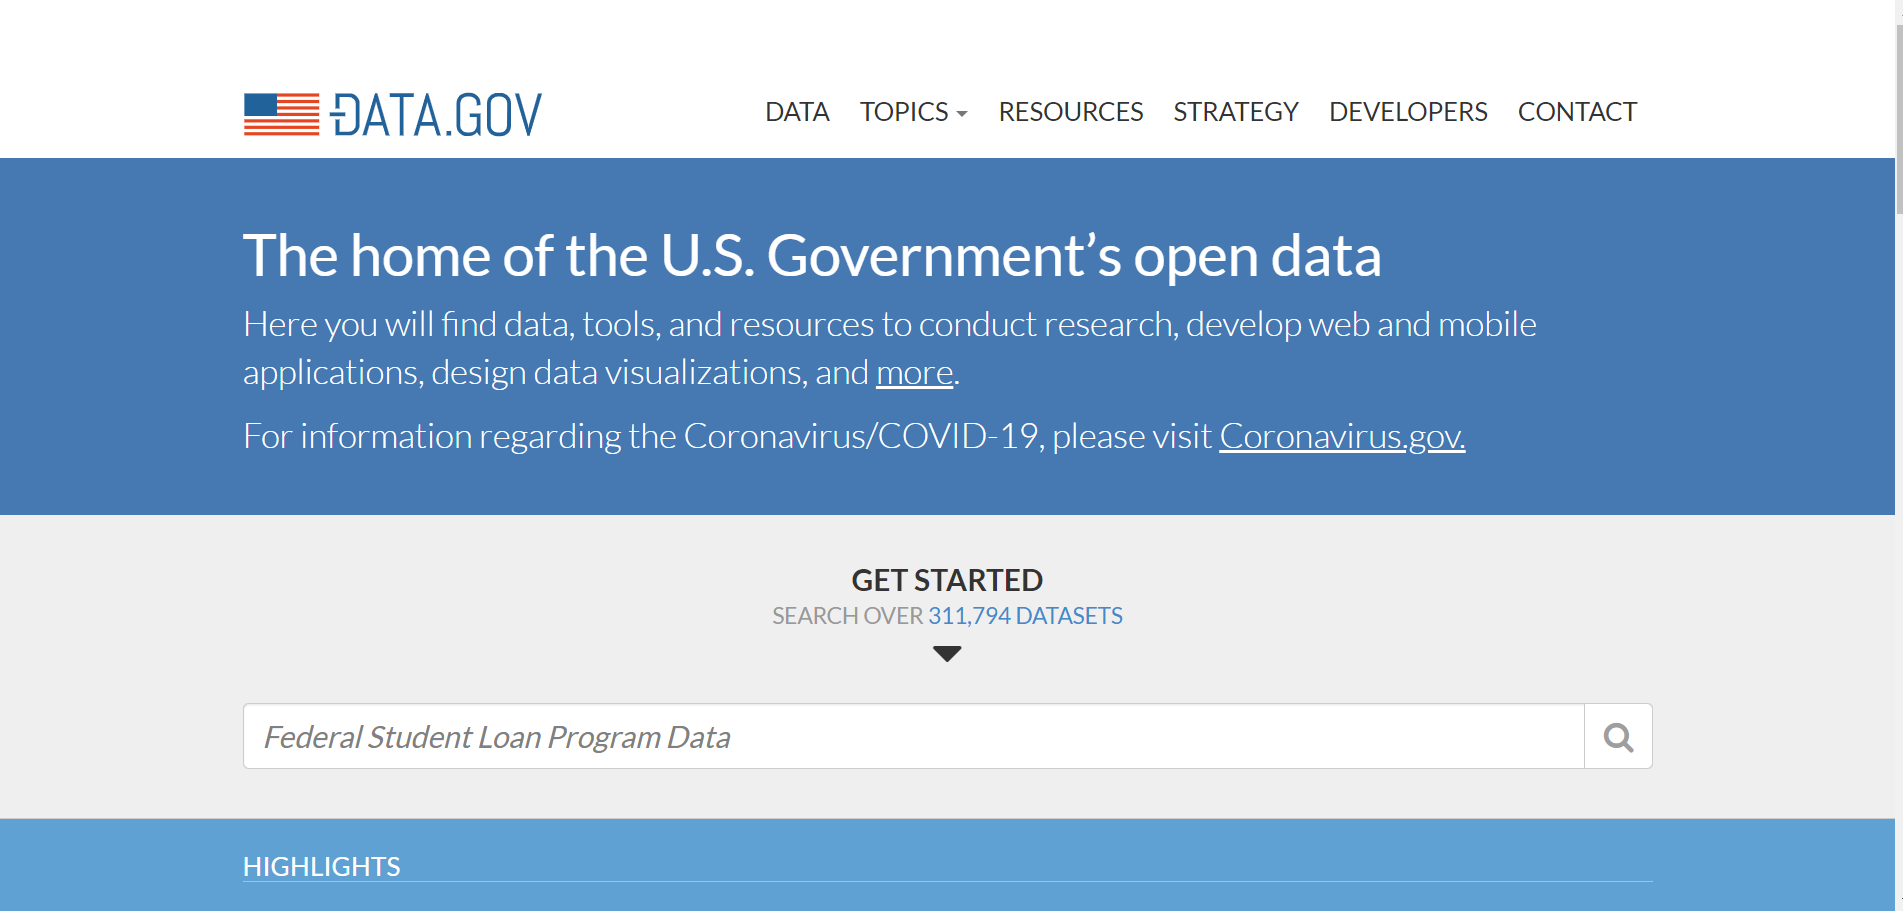 DATA.GOV
DATA TOPICS RESOURCES STRATEGY DEVELOPERS CONTACT
The home of the U.S. Government’s open data
Here you will find data, tools, and resources to conduct research, develop web and mobile
applications, design data visualizations, and more.
For information regarding the Coronavirus/COVID-19, please visit Coronavirus.gov.
GET STARTED
SEARCH OVER 311,794 DATASETS
Federal Student Loan Program Data
HIGHLIGHTS